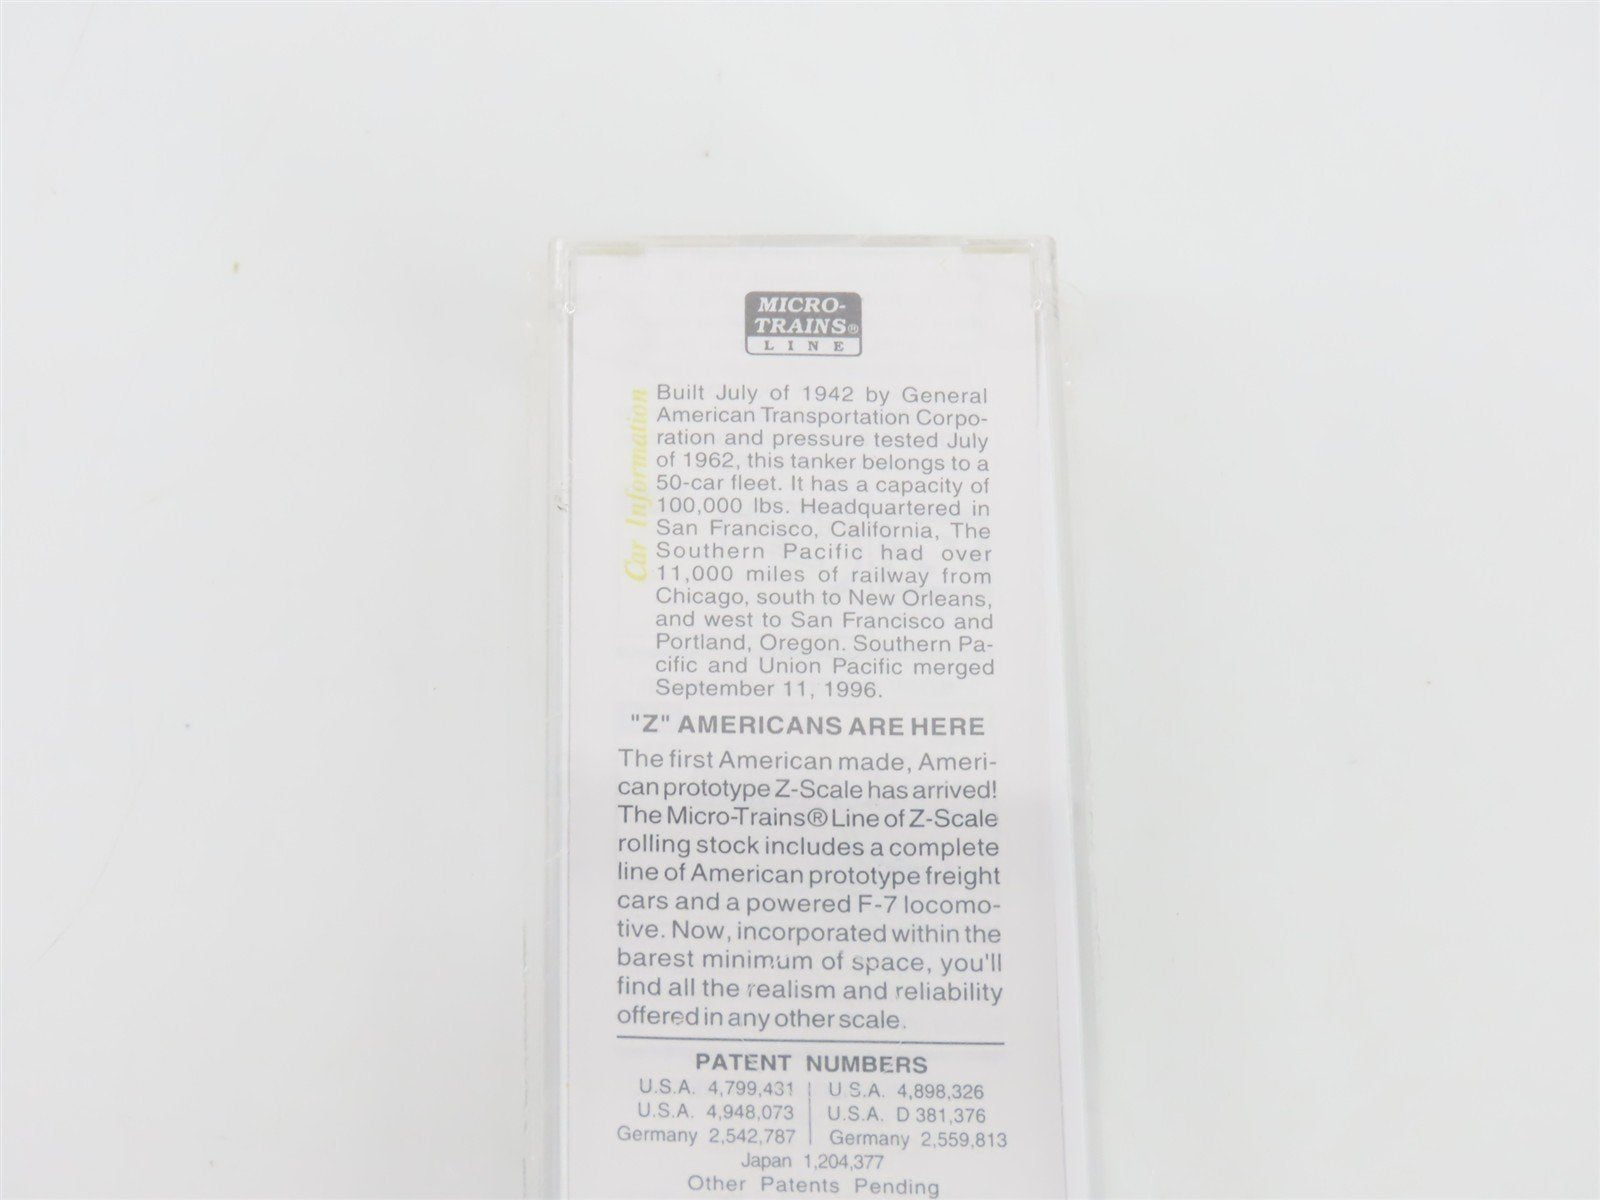 MICRO-
TRAINS®
LINE
Car Information
Built July of 1942 by General
American Transportation Corpo-
ration and pressure tested July
of 1962, this tanker belongs to a
50-car fleet. It has a capacity of
100,000 lbs. Headquartered in
San Francisco, California, The
Southern Pacific had over
11,000 miles of railway from
Chicago, south to New Orleans,
and west to San Francisco and
Portland, Oregon. Southern Pa-
cific and Union Pacific merged
September 11, 1996.
"Z" AMERICANS ARE HERE
The first American made, Ameri-
can prototype Z-Scale has arrived!
The Micro-Trains® Line of Z-Scale
rolling stock includes a complete
line of American prototype freight
cars and a powered F-7 locomo-
tive. Now, incorporated within the
barest minimum of space, you'll
find all the realism and reliability
offered in any other scale.
PATENT NUMBERS
U.S.A. 4,799,431 | U.S.A. 4,898,326
U.S.A. 4,948,073 | U.S.A. D 381,376
Germany 2,542,787 | Germany 2,559,813
Japan 1,204,377
Other Patents Pending